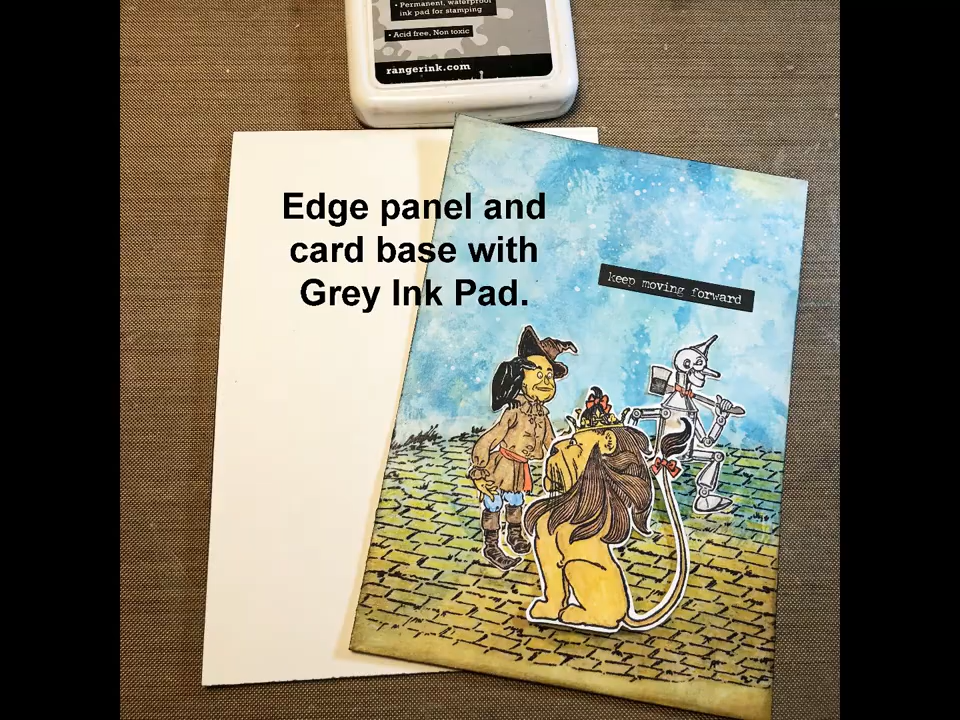 • Permanent, waterproof
ink pad for stamping
• Acid free, Non toxic
rangerink.com
Edge panel and
card base with
Grey Ink Pad.
keep moving forward